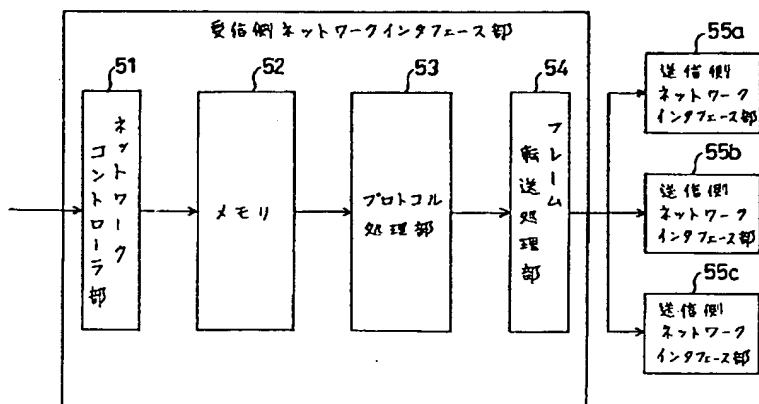 受信側ネットワークインタフェース部
51
ネットワーク
コントローラ部
52
メモリ
53
プロトコル
処理部
54
フレーム
転送処理部
55a
送信側
ネットワーク
インタフェース部
55b
送信側
ネットワーク
インタフェース部
55c
送信側
ネットワーク
インタフェース部